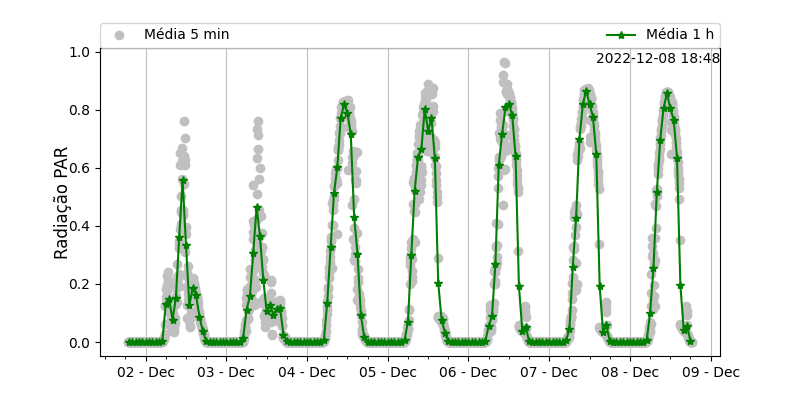 Média 5 min
Média 1 h
2022-12-08 18:48
Radiação PAR
1.0
0.8
0.6
0.4
0.2
0.0
02 - Dec
03 - Dec
04 - Dec
05 - Dec
06 - Dec
07 - Dec
08 - Dec
09 - Dec